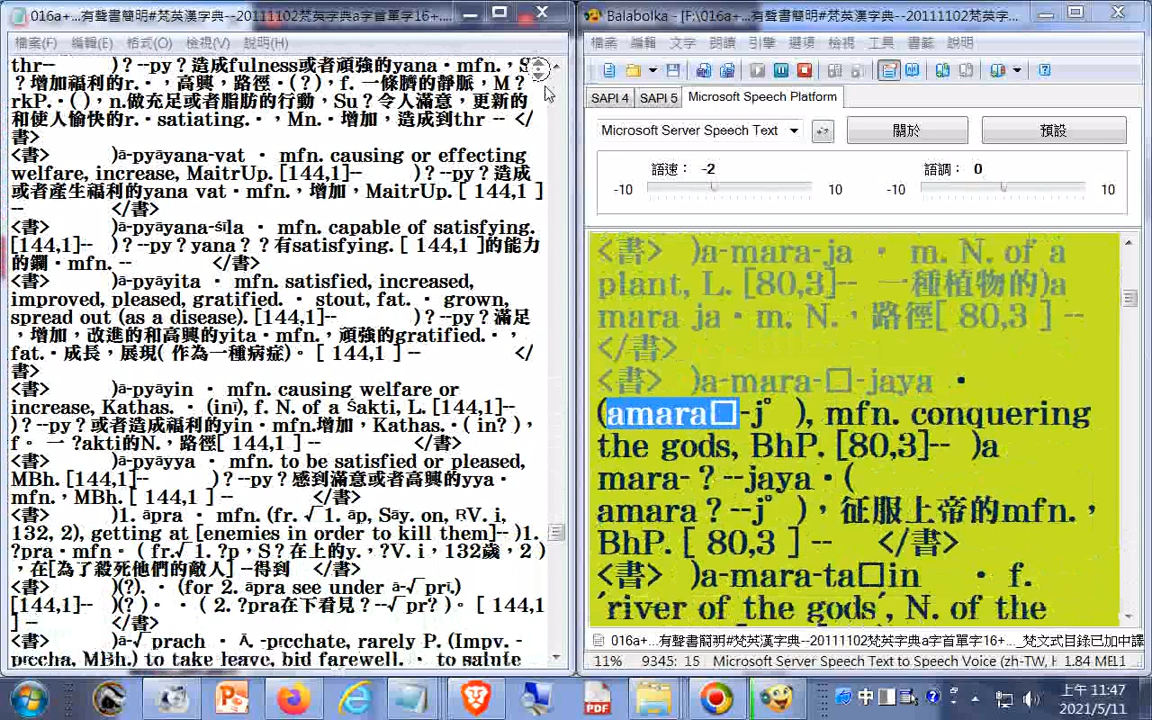 016a+...有聲書簡明#梵英漢字典--20111102梵英字典a字首單字16+...
檔案(F) 編輯(E) 格式(O) 檢視(V) 說明(H)
thr-- )? --py? 造成fulness或者頑強的yana・mfn.，S
? 增加福利的r.・，高興，路徑・( ? )，f. 一條臍的靜脈，M ?
rkP.・( )，n.做充足或者脂肪的行動，Su? 令人滿意，更新的
和使人愉快的r.・satiating.・，Mn.・增加，造成到thr -- </
書>
<書> )ā-pyāyana-vat ・ mfn. causing or effecting
welfare, increase, MaitrUp. [144,1]-- )? --py? 造成
或者產生福利的yana vat・mfn.，增加，MaitrUp. [ 144,1 ]
-- </書>
<書> )ā-pyāyana-śīla ・ mfn. capable of satisfying.
[144,1]-- )? --py? yana? ? 有satisfying. [ 144,1 ]的能力
的鋼・mfn. -- </書>
<書> )ā-pyāyita ・ mfn. satisfied, increased,
improved, pleased, gratified. ・ stout, fat. ・ grown,
spread out (as a disease). [144,1]-- )? --py? 滿足
，增加，改進的和高興的yita・mfn.，頑強的gratified.・，
fat.・成長，展現( 作為一種病症)。[ 144,1 ] -- </
書>
<書> )ā-pyāyin ・ mfn. causing welfare or
increase, Kathas. ・ (inī), f. N. of a Śakti, L. [144,1]--
)? --py? 或者造成福利的yin・mfn.增加，Kathas.・( in? )，
f。一 ?akti的N.，路徑[ 144,1 ] -- </書>
<書> )ā-pyāyya ・ mfn. to be satisfied or pleased,
MBh. [144,1]-- )? --py? 感到滿意或者高興的yya・
mfn.，MBh. [ 144,1 ] -- </書>
<書> )1. āpra ・ mfn. (fr. √ 1. āp, Sāy. on, RV. i,
132, 2), getting at [enemies in order to kill them]-- )1.
?pra・mfn・( fr.√ 1. ?p，S? 在上的y.，?V. i，132歲，2 )
，在[為了殺死他們的敵人] --得到 </書>
<書> )(?). ・ (for 2. āpra see under ā-√prī.)
[144,1]-- )(? )・・( 2. ?pra在下看見? --√pr? )。[ 144,1
] -- </書>
<書> )ā-√prach ・ Ā. -pṛcchate, rarely P. (Impv. -
pṛccha, MBh.) to take leave, bid farewell. ・ to salute
Balabolka - [F:\016a+...有聲書簡明#梵英漢字典--20111102梵英字...
檔案 編輯 文字 朗讀 引擎 選項 檢視 工具 書籤 說明
SAPI 4 SAPI 5 Microsoft Speech Platform
Microsoft Server Speech Text 關於 預設
語速： -2 語調： 0
-10 10 -10 10
<書> )a-mara-ja ・ m. N. of a
plant, L. [80,3]-- 一種植物的)a
mara ja・m. N.，路徑[ 80,3 ] --
</書>
<書> )a-mara-□-jaya ・
(amara□-j° ), mfn. conquering
the gods, BhP. [80,3]-- )a
mara- ? --jaya・(
amara ? --j° )，征服上帝的mfn.，
BhP. [ 80,3 ] -- </書>
<書> )a-mara-ta□in ・ f.
´river of the gods´, N. of the
016a+...有聲書簡明#梵英漢字典--20111102梵英字典a字首單字16+..._梵文式目錄已加中譯
11% 9345: 15 Microsoft Server Speech Text to Speech Voice (zh-TW, H 1.84 МБ1
中
上午 11:47
2021/5/11